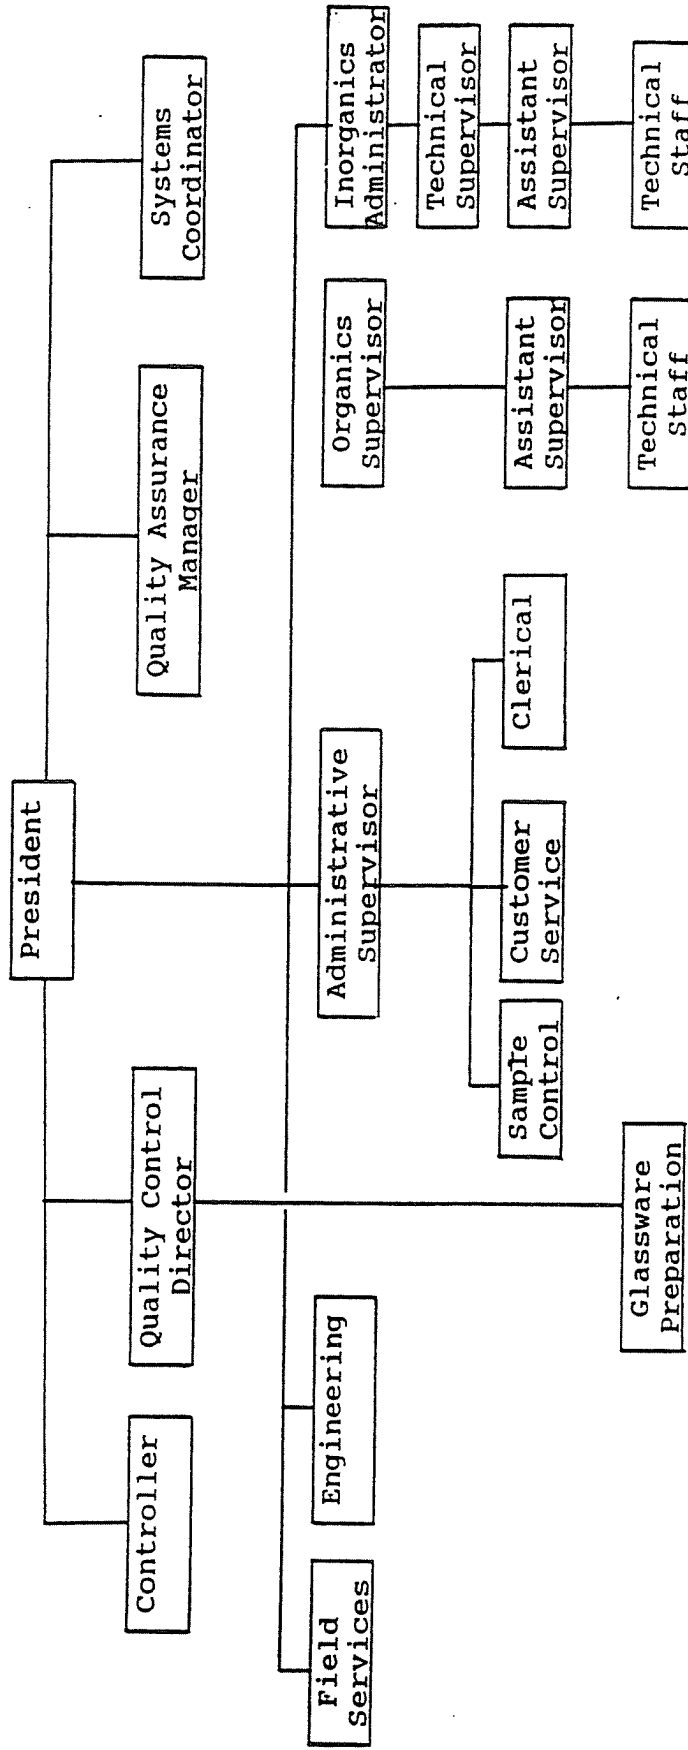 President
Controller
Quality Control
Director
Quality Assurance
Manager
Systems
Coordinator
Field
Services
Engineering
Administrative
Supervisor
Organics
Supervisor
Inorganics
Administrator
Technical
Supervisor
Sample
Control
Customer
Service
Clerical
Assistant
Supervisor
Assistant
Supervisor
Glassware
Preparation
Technical
Staff
Technical
Staff